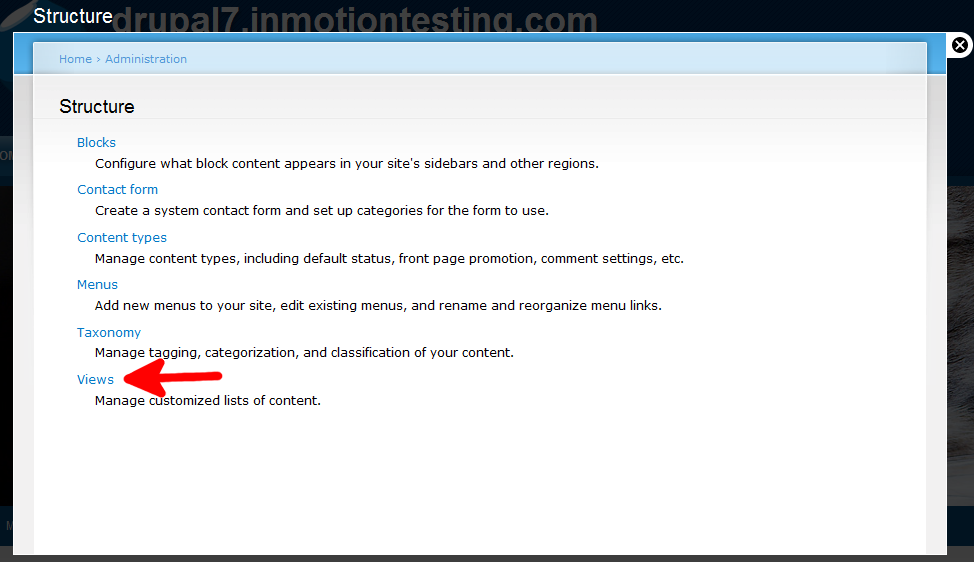 Structure
drupal7.inmotiontesting.com
Home › Administration
Structure
Blocks
Configure what block content appears in your site's sidebars and other regions.
Contact form
Create a system contact form and set up categories for the form to use.
Content types
Manage content types, including default status, front page promotion, comment settings, etc.
Menus
Add new menus to your site, edit existing menus, and rename and reorganize menu links.
Taxonomy
Manage tagging, categorization, and classification of your content.
Views
Manage customized lists of content.